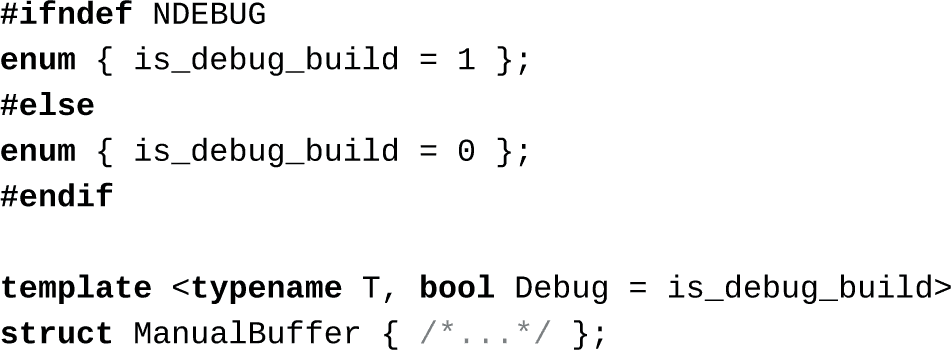 #ifndef NDEBUG
enum { is_debug_build = 1 };
#else
enum { is_debug_build = 0 };
#endif
template <typename T, bool Debug = is_debug_build>
struct ManualBuffer { /*...*/ };